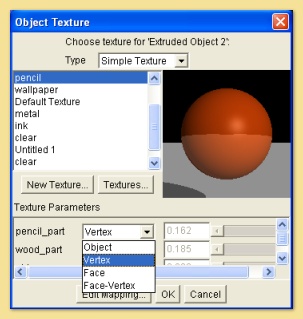 Object Texture
Choose texture for 'Extruded Object 2':
Type Simple Texture
pencil
wallpaper
Default Texture
metal
ink
clear
Untitled 1
clear
New Texture... Textures...
Texture Parameters
pencil_part Vertex 0.162
wood_part 0.185
Object
Vertex
Face
Face-Vertex
Edit Mapping... OK Cancel